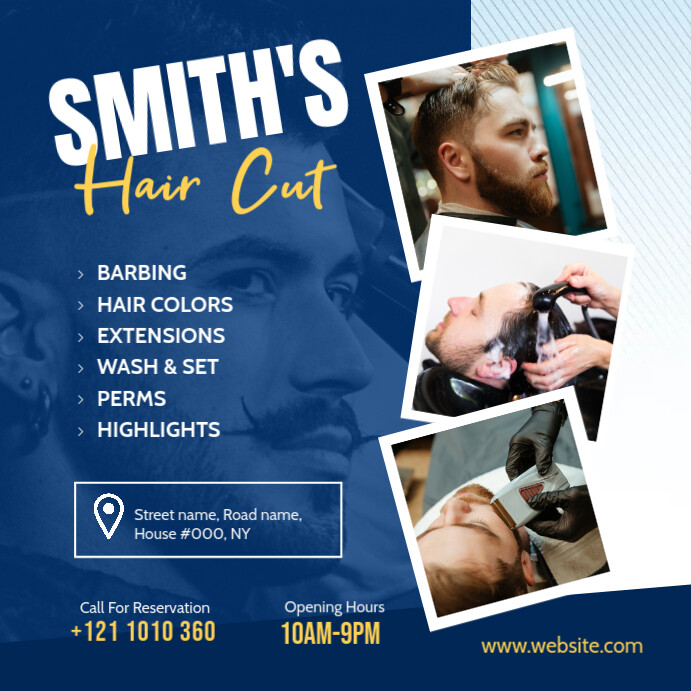 SMITH'S
Hair Cut
BARBING
HAIR COLORS
EXTENSIONS
WASH & SET
PERMS
HIGHLIGHTS
Street name, Road name,
House #000, NY
Call For Reservation
+121 1010 360
Opening Hours
10AM-9PM
www.website.com